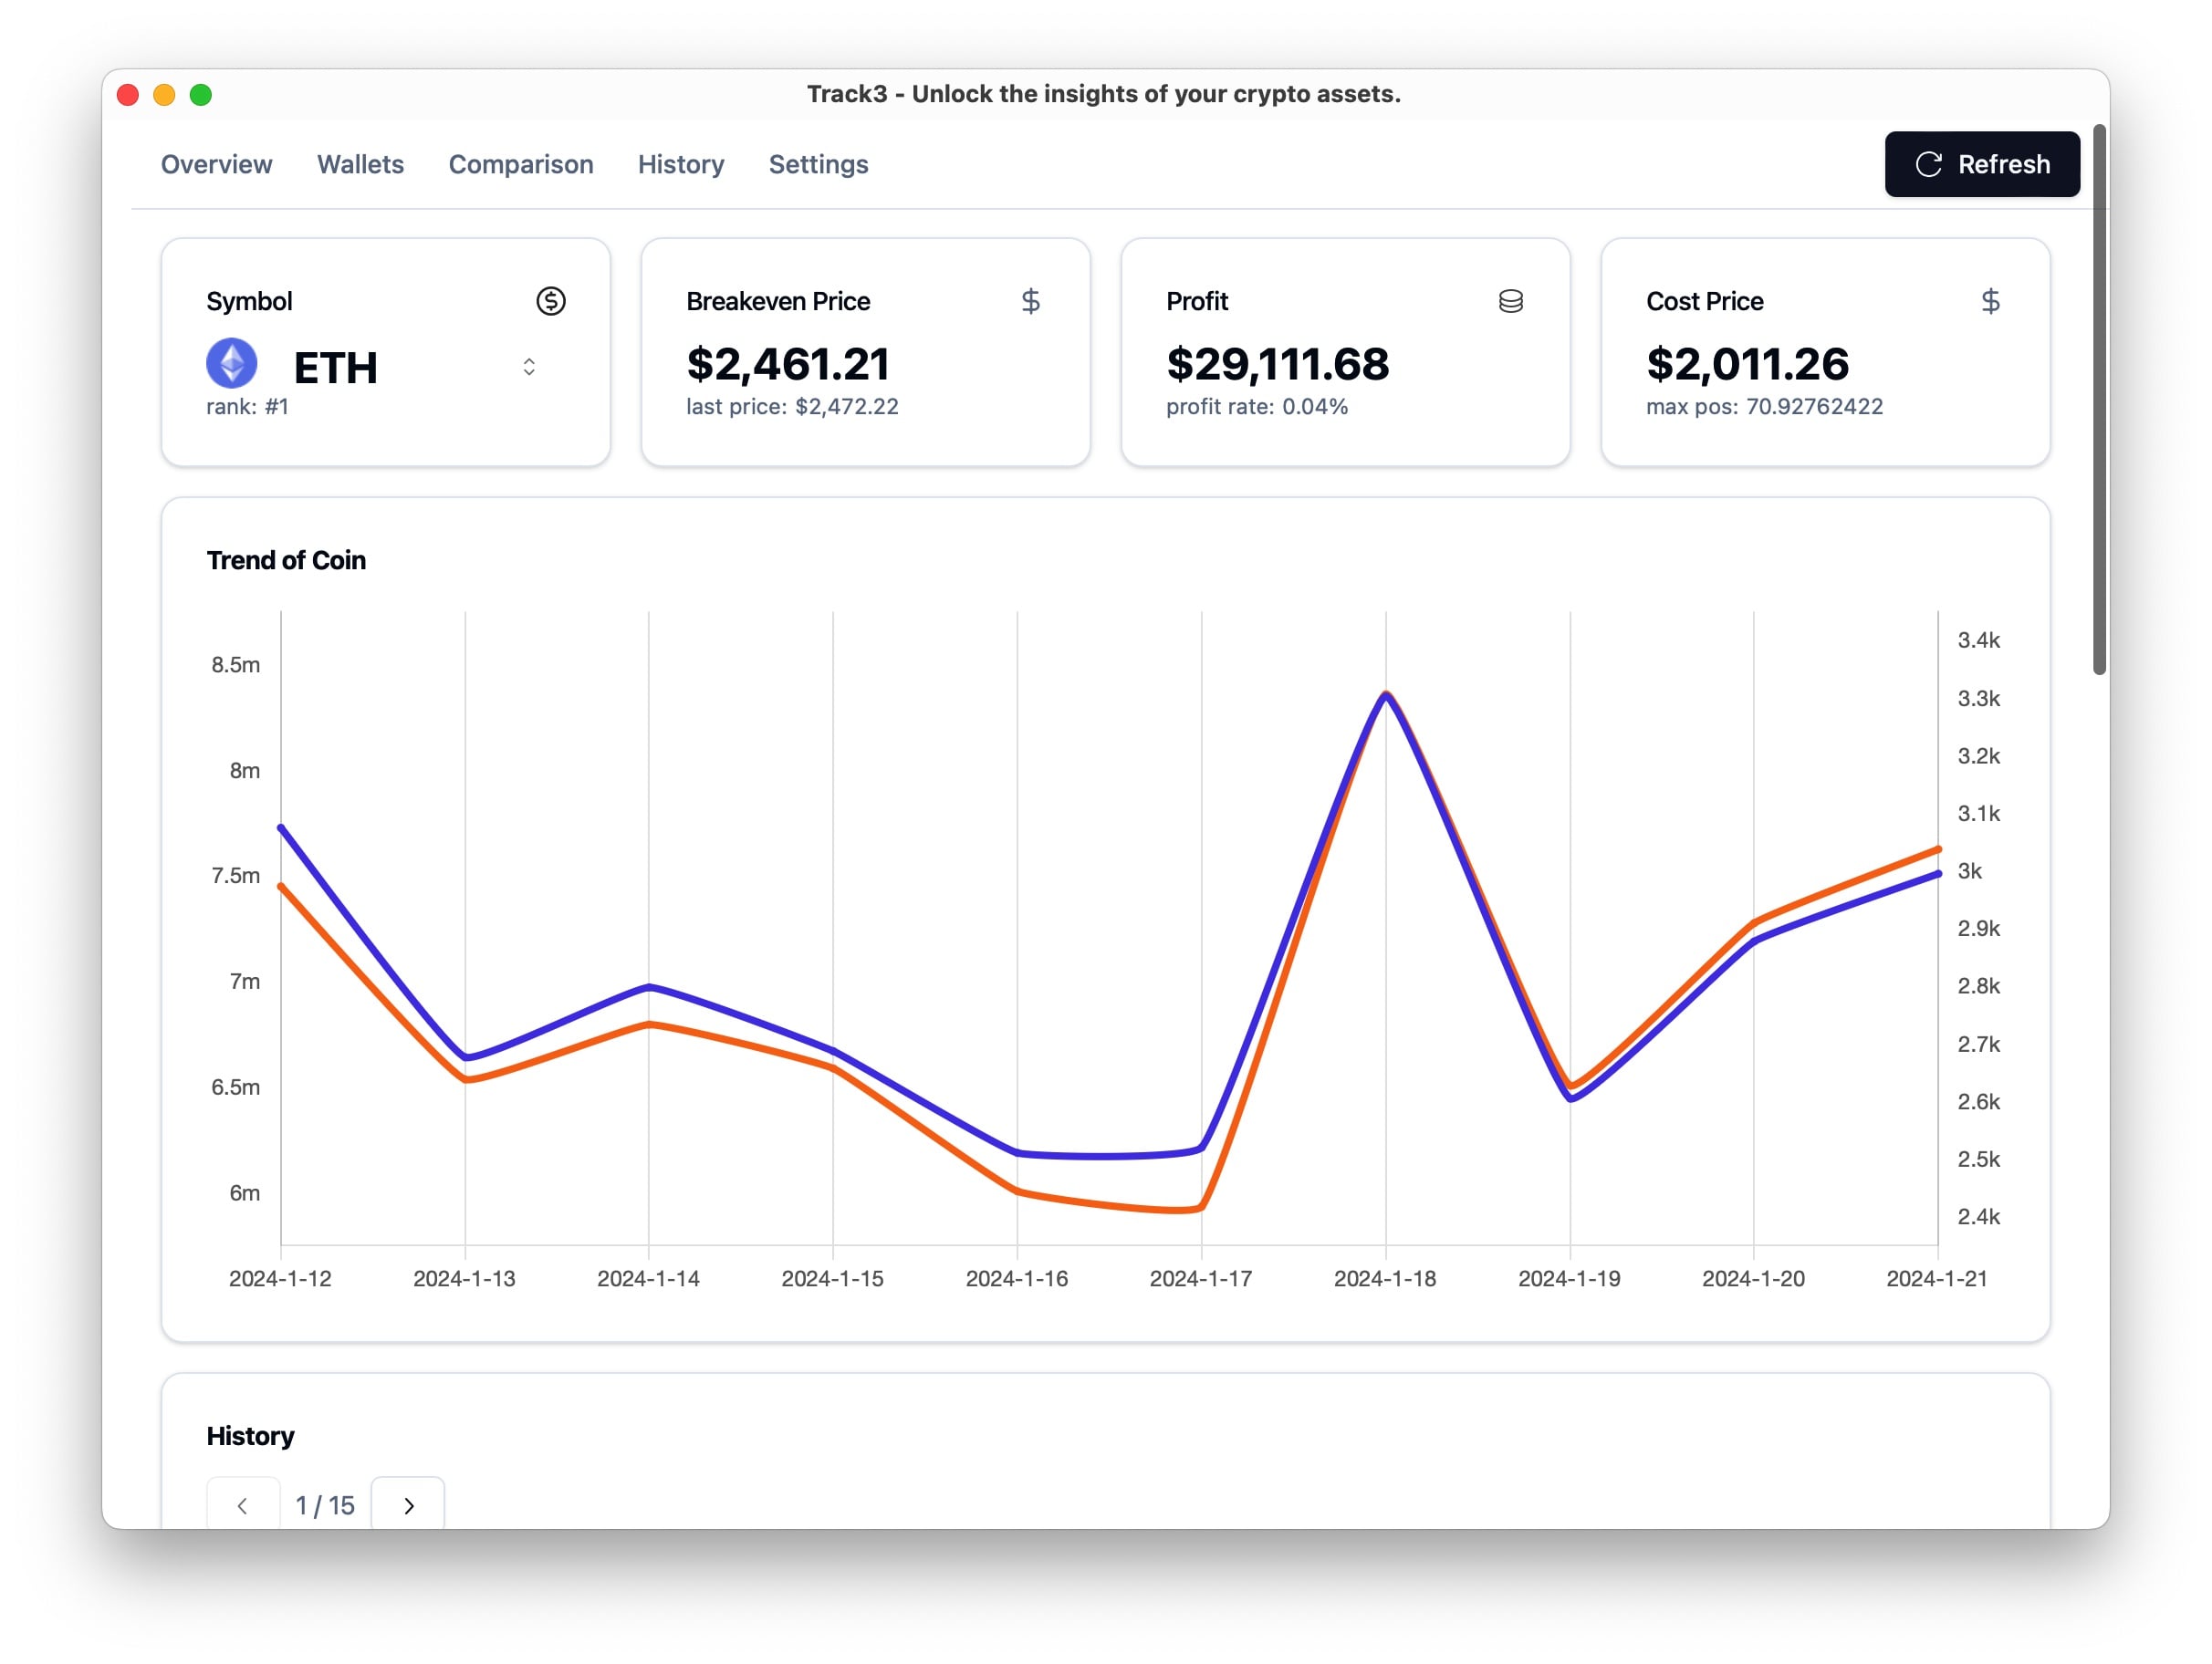 Track3 - Unlock the insights of your crypto assets.
Overview Wallets Comparison History Settings Refresh
Symbol
ETH
rank: #1
Breakeven Price
$2,461.21
last price: $2,472.22
Profit
$29,111.68
profit rate: 0.04%
Cost Price
$2,011.26
max pos: 70.92762422
Trend of Coin
8.5m
8m
7.5m
7m
6.5m
6m
3.4k
3.3k
3.2k
3.1k
3k
2.9k
2.8k
2.7k
2.6k
2.5k
2.4k
2024-1-12 2024-1-13 2024-1-14 2024-1-15 2024-1-16 2024-1-17 2024-1-18 2024-1-19 2024-1-20 2024-1-21
History
1 / 15